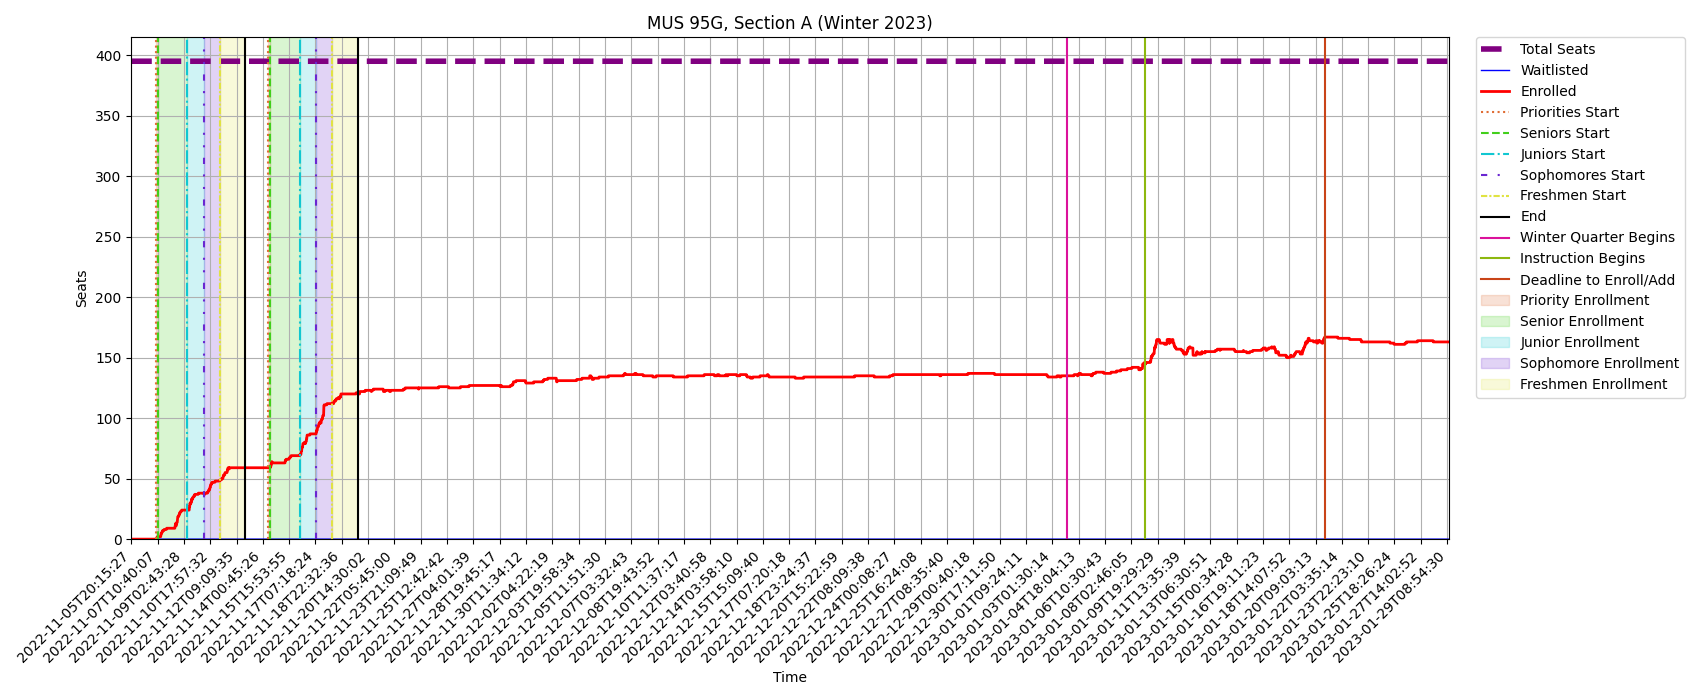 MUS 95G, Section A (Winter 2023)
400
350
300
250
200
150
100
50
0
Seats
2022-11-05T20:15:27
2022-11-07T10:40:07
2022-11-09T02:43:28
2022-11-10T17:57:32
2022-11-12T09:09:35
2022-11-14T00:45:26
2022-11-15T15:53:55
2022-11-17T07:18:24
2022-11-18T22:32:36
2022-11-20T14:30:02
2022-11-22T05:45:00
2022-11-23T21:09:49
2022-11-25T12:42:42
2022-11-28T04:01:39
2022-11-28T19:45:17
2022-11-30T11:34:12
2022-12-02T04:22:19
2022-12-03T19:58:34
2022-12-05T11:51:30
2022-12-07T03:32:43
2022-12-08T19:43:52
2022-12-10T11:37:17
2022-12-12T03:40:58
2022-12-14T03:58:10
2022-12-15T15:09:40
2022-12-17T07:20:18
2022-12-18T23:24:37
2022-12-20T15:22:59
2022-12-22T08:09:38
2022-12-24T00:08:27
2022-12-25T16:24:08
2022-12-27T08:35:40
2022-12-29T00:40:18
2022-12-30T17:11:50
2023-01-01T09:24:11
2023-01-03T01:30:14
2023-01-04T18:04:13
2023-01-06T10:30:43
2023-01-08T02:46:05
2023-01-09T19:29:29
2023-01-11T13:35:39
2023-01-13T06:30:51
2023-01-15T00:34:28
2023-01-16T19:11:23
2023-01-18T14:07:52
2023-01-20T09:03:13
2023-01-22T03:35:14
2023-01-23T22:23:10
2023-01-25T18:26:24
2023-01-27T14:02:52
2023-01-29T08:54:30
Time
Total Seats
Waitlisted
Enrolled
Priorities Start
Seniors Start
Juniors Start
Sophomores Start
Freshmen Start
End
Winter Quarter Begins
Instruction Begins
Deadline to Enroll/Add
Priority Enrollment
Senior Enrollment
Junior Enrollment
Sophomore Enrollment
Freshmen Enrollment